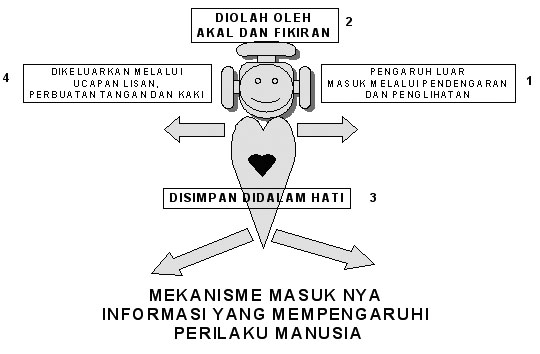 DIOLAH OLEH
AKAL DAN FIKIRAN
2
4
DIKELUARKAN MELALUI
UCAPAN LISAN,
PERBUATAN TANGAN DAN KAKI
PENGARUH LUAR
MASUK MELALUI PENDENGARAN
DAN PENGLIHATAN
1
DISIMPAN DIDALAM HATI
3
MEKANISME MASUK NYA
INFORMASI YANG MEMPENGARUHI
PERILAKU MANUSIA